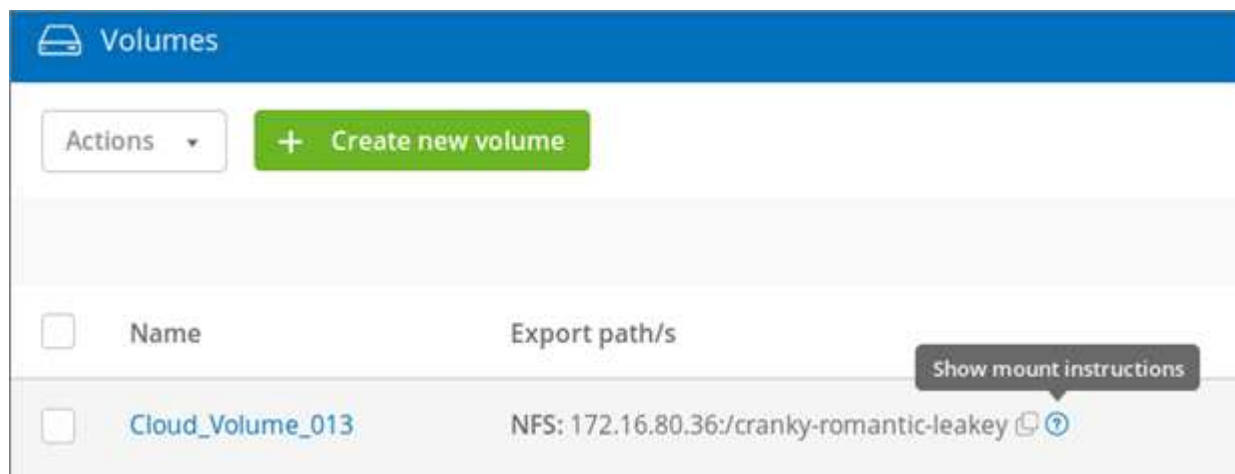 Volumes
Actions
+ Create new volume
Name Export path/s
Show mount instructions
Cloud_Volume_013 NFS: 172.16.80.36:/cranky-romantic-leakey